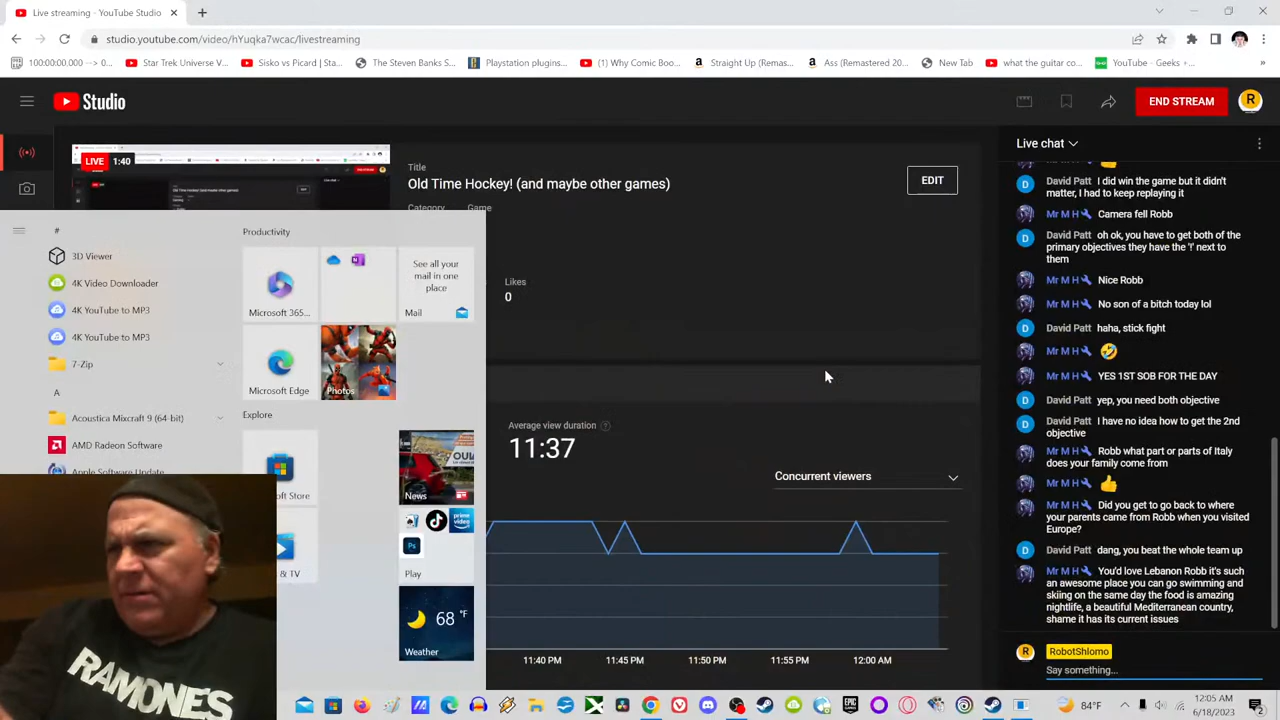 Live streaming - YouTube Studio
studio.youtube.com/video/hYuqka7wcac/livestreaming
100:00:00,000 --> 0...
Star Trek Universe V...
Sisko vs Picard | Sta...
The Steven Banks S...
Playstation plugins...
(1) Why Comic Boo...
Straight Up (Remas...
Ass (Remastered 20...
New Tab
what the guitar co...
YouTube - Geeks +...
Studio
END STREAM
R
LIVE 1:40
Title
Old Time Hockey! (and maybe other games)
EDIT
Category Game
Likes
0
Average view duration
11:37
Concurrent viewers
11:40 PM
11:45 PM
11:50 PM
11:55 PM
12:00 AM
Live chat
David Patt I did win the game but it didn't
matter, I had to keep replaying it
Mr M H Camera fell Robb
David Patt oh ok, you have to get both of the
primary objectives they have the '!' next to
them
Mr M H Nice Robb
Mr M H No son of a bitch today lol
David Patt haha, stick fight
Mr M H 🤣
Mr M H YES 1ST SOB FOR THE DAY
David Patt yep, you need both objective
David Patt I have no idea how to get the 2nd
objective
Mr M H Robb what part or parts of Italy
does your family come from
Mr M H 👍
Mr M H Did you get to go back to where
your parents came from Robb when you visited
Europe?
David Patt dang, you beat the whole team up
Mr M H You'd love Lebanon Robb it's such
an awesome place you can go swimming and
skiing on the same day the food is amazing
nightlife, a beautiful Mediterranean country,
shame it has its current issues
R
RobotShlomo
Say something...
#
3D Viewer
4K Video Downloader
4K YouTube to MP3
4K YouTube to MP3
7-Zip
A
Acoustica Mixcraft 9 (64-bit)
AMD Radeon Software
Apple Software Update
Productivity
Microsoft 365...
See all your
mail in one
place
Mail
Microsoft Edge
Photos
Explore
News
prime video
Ps
Play
& TV
68 °F
Weather
RAMONES
84°F
12:05 AM
6/18/2023
2